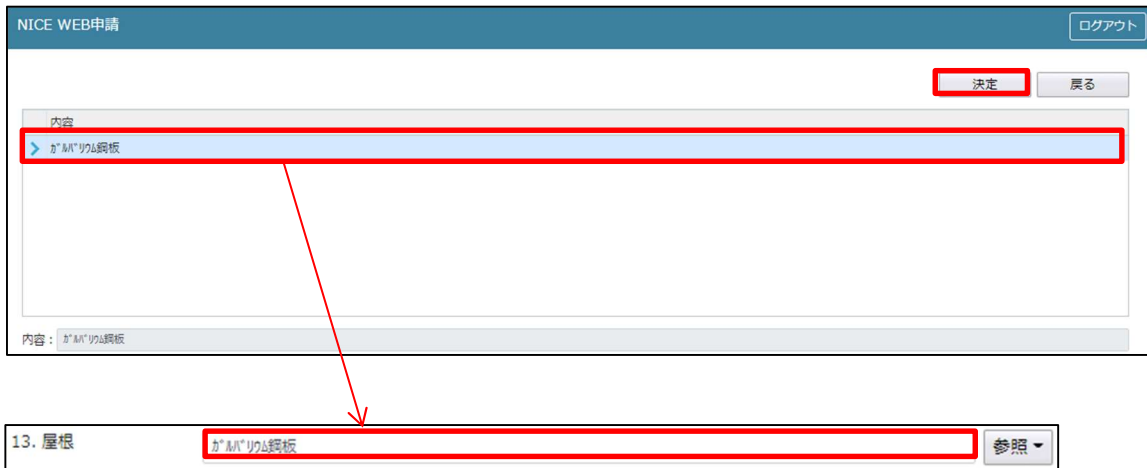 NICE WEB申請
ログアウト
決定 戻る
内容
ｶﾞﾙﾊﾞﾘｳﾑ鋼板
内容： ｶﾞﾙﾊﾞﾘｳﾑ鋼板
13. 屋根 ｶﾞﾙﾊﾞﾘｳﾑ鋼板 参照